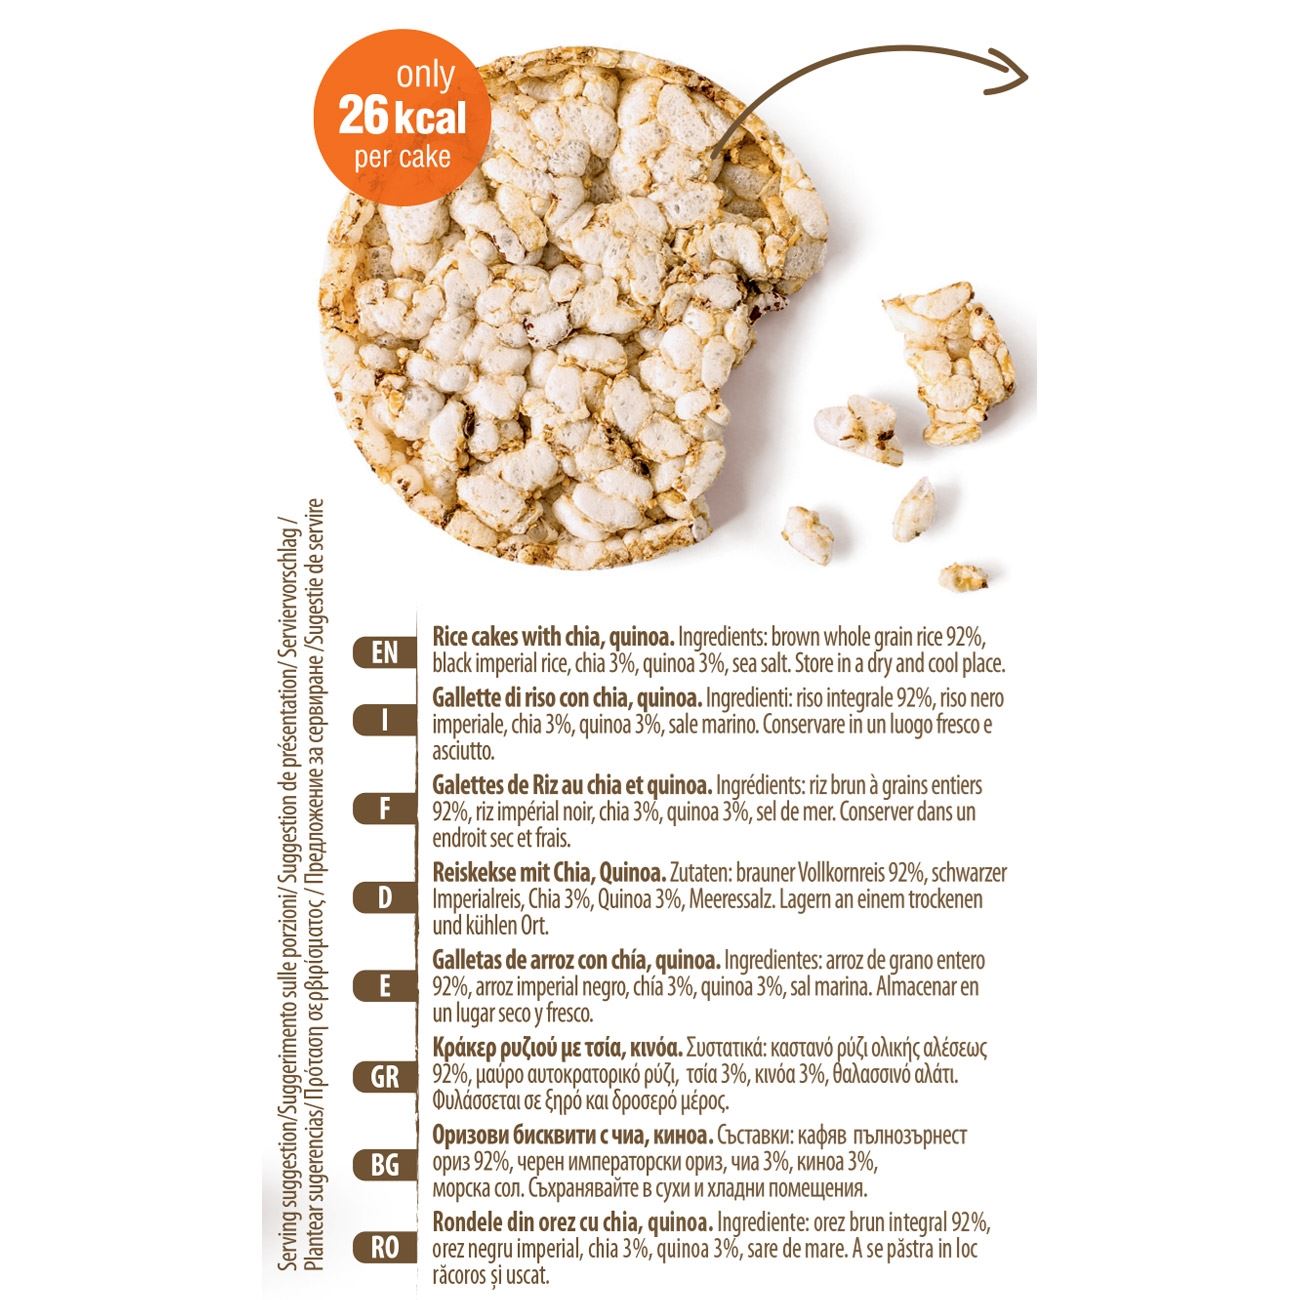 only
26 kcal
per cake
Serving suggestion/Suggerimento sulle porzioni/ Suggestion de présentation/ Serviervorschlag /
Plantear sugerencias/ Πρόταση σερβιρίσματος / Предложение за сервиране /Sugestie de servire
EN
Rice cakes with chia, quinoa. Ingredients: brown whole grain rice 92%,
black imperial rice, chia 3%, quinoa 3%, sea salt. Store in a dry and cool place.
I
Gallette di riso con chia, quinoa. Ingredienti: riso integrale 92%, riso nero
imperiale, chia 3%, quinoa 3%, sale marino. Conservare in un luogo fresco e
asciutto.
F
Galettes de Riz au chia et quinoa. Ingrédients: riz brun à grains entiers
92%, riz impérial noir, chia 3%, quinoa 3%, sel de mer. Conserver dans un
endroit sec et frais.
D
Reiskekse mit Chia, Quinoa. Zutaten: brauner Vollkornreis 92%, schwarzer
Imperialreis, Chia 3%, Quinoa 3%, Meeressalz. Lagern an einem trockenen
und kühlen Ort.
E
Galletas de arroz con chía, quinoa. Ingredientes: arroz de grano entero
92%, arroz imperial negro, chía 3%, quinoa 3%, sal marina. Almacenar en
un lugar seco y fresco.
GR
Κράκερ ρυζιού με τσία, κινόα. Συστατικά: καστανό ρύζι ολικής αλέσεως
92%, μαύρο αυτοκρατορικό ρύζι, τσία 3%, κινόα 3%, θαλασσινό αλάτι.
Φυλάσσεται σε ξηρό και δροσερό μέρος.
BG
Оризови бисквити с чиа, киноа. Съставки: кафяв пълнозърнест
ориз 92%, черен императорски ориз, чиа 3%, киноа 3%,
морска сол. Съхранявайте в сухи и хладни помещения.
RO
Rondele din orez cu chia, quinoa. Ingrediente: orez brun integral 92%,
orez negru imperial, chia 3%, quinoa 3%, sare de mare. A se păstra in loc
răcoros și uscat.